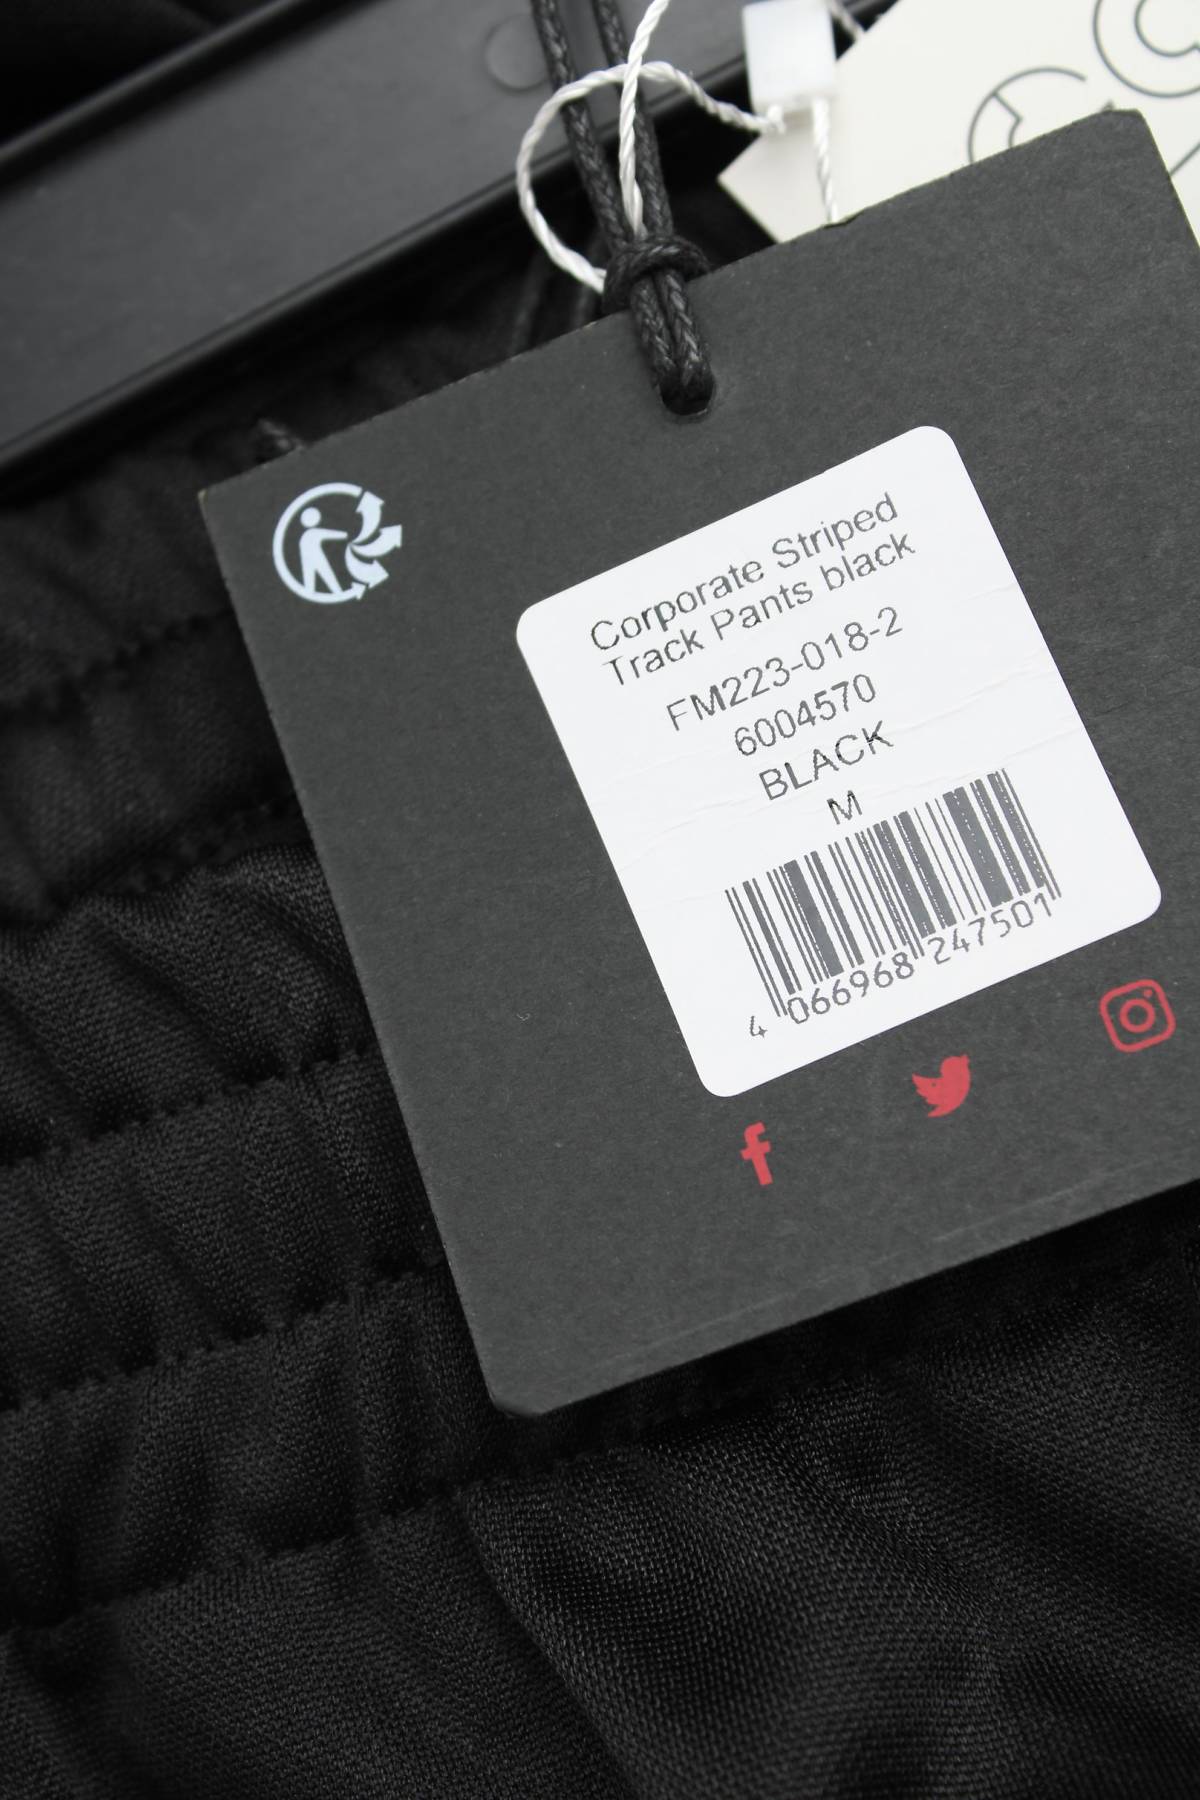 Corporate Striped
Track Pants black
FM223-018-2
6004570
BLACK
M
4 066968 247501